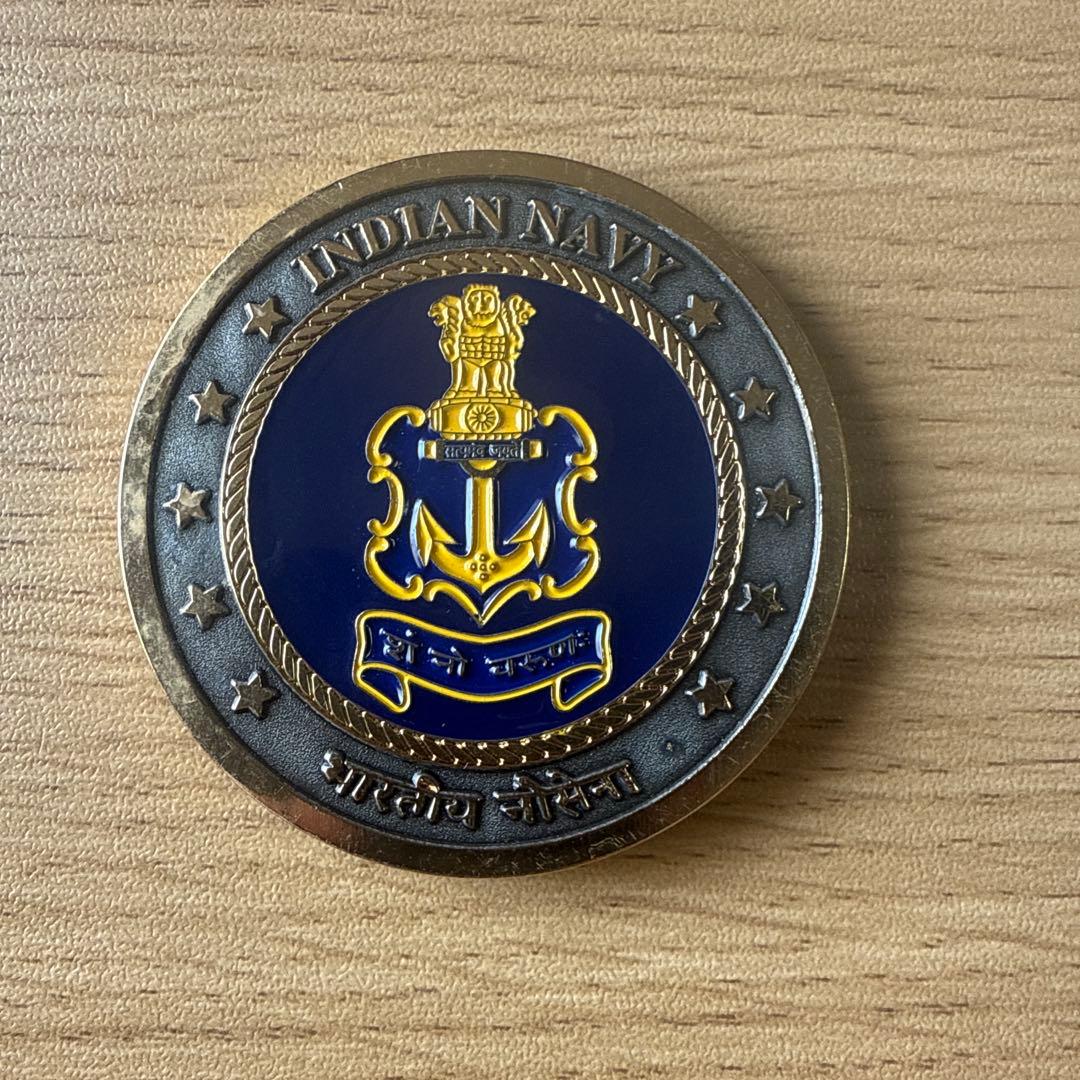 INDIAN NAVY
सत्यमेव जयते
शं नो वरूणः
भारतीय नौसेना